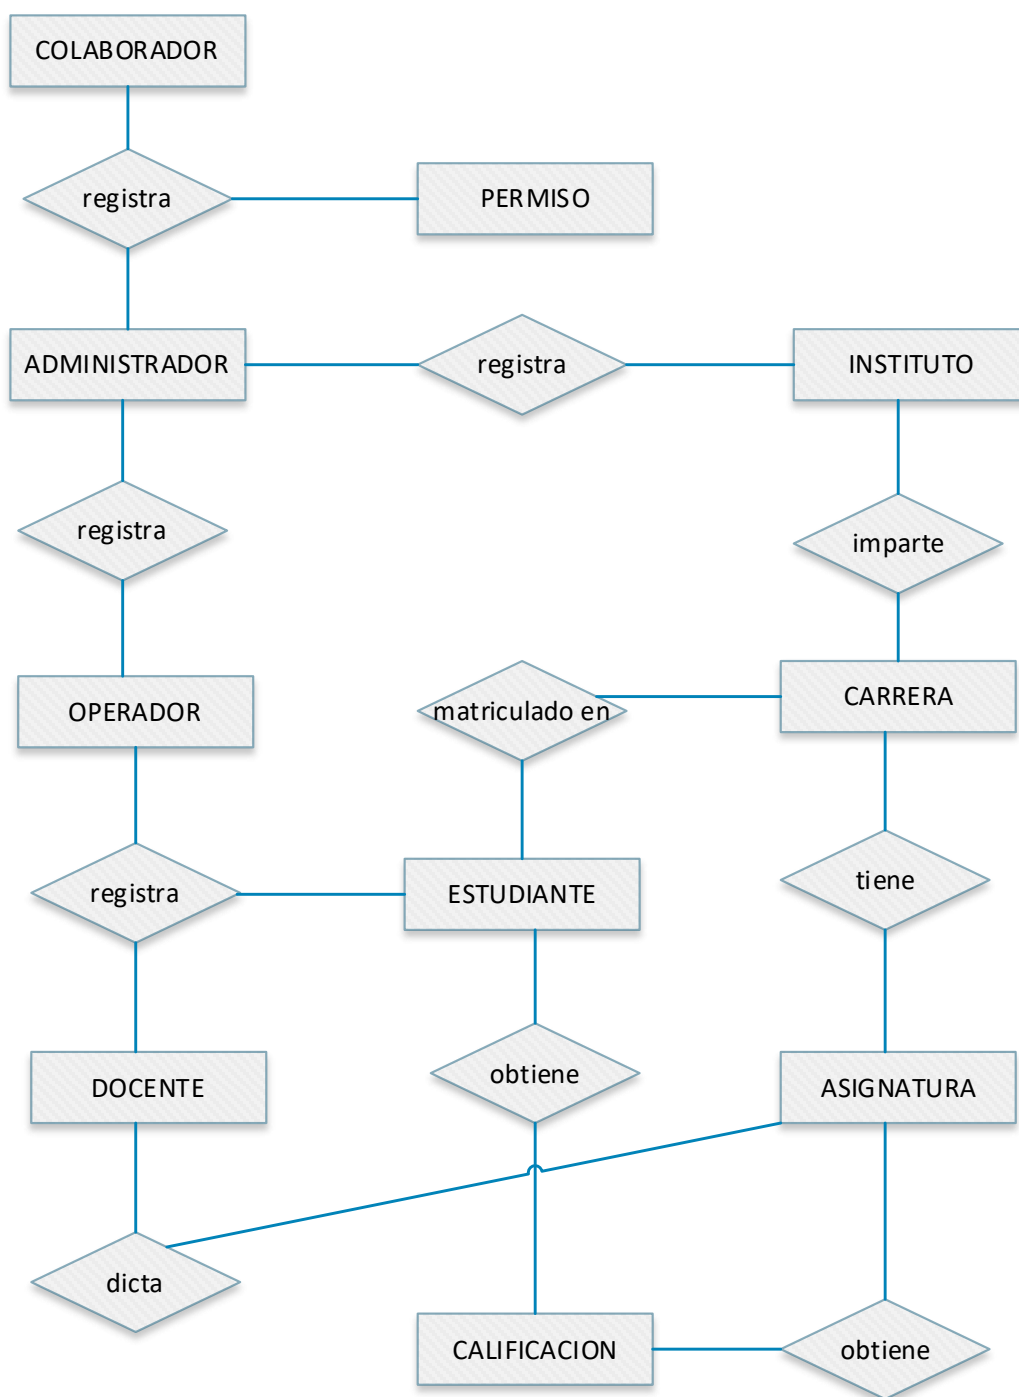 COLABORADOR
registra
PERMISO
ADMINISTRADOR
registra
INSTITUTO
registra
imparte
OPERADOR
matriculado en
CARRERA
registra
ESTUDIANTE
tiene
DOCENTE
obtiene
ASIGNATURA
dicta
CALIFICACION
obtiene